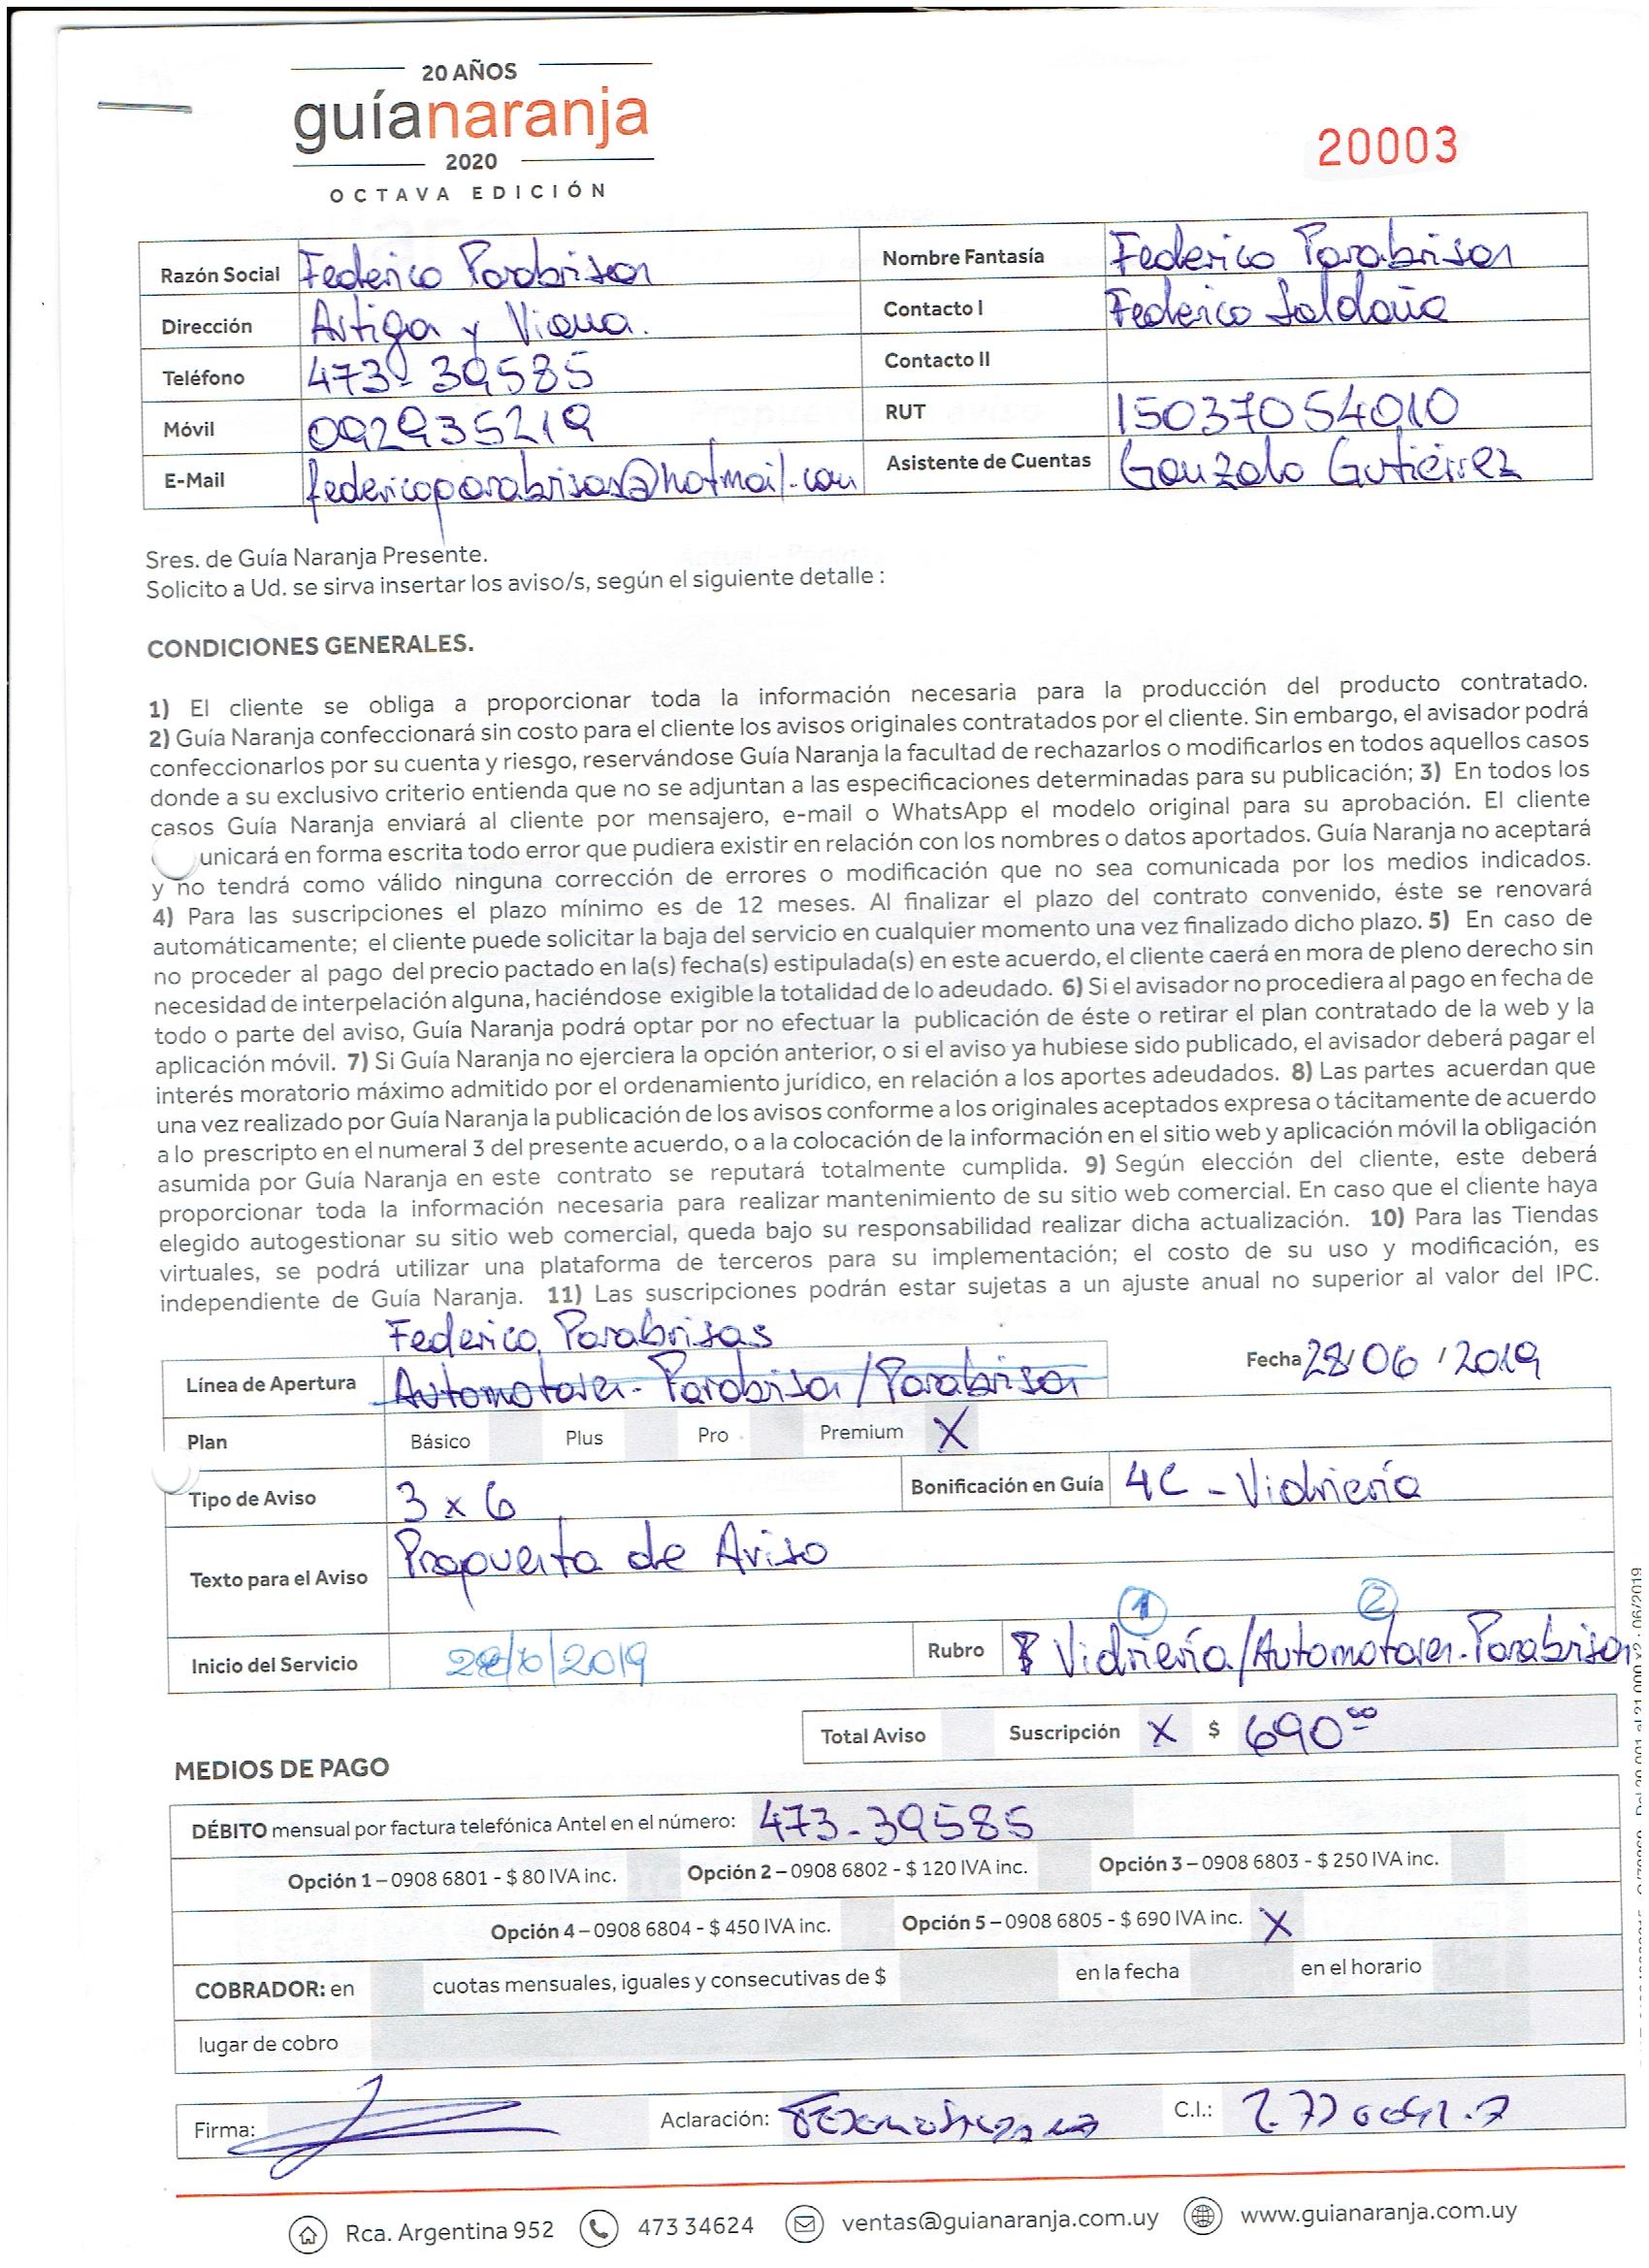 20 AÑOS
guíanaranja
2020
OCTAVA EDICIÓN
20003
Razón Social Federico Parabrisas Nombre Fantasía Federico Parabrisas
Dirección Artigas y Viana. Contacto I Federico Saldaña
Teléfono 473-39585 Contacto II
Móvil 092935219 RUT 150370540010
E-Mail federicoparabrisas@hotmail.com Asistente de Cuentas Gonzalo Gutiérrez
Sres. de Guía Naranja Presente.
Solicito a Ud. se sirva insertar los aviso/s, según el siguiente detalle :
CONDICIONES GENERALES.
1) El cliente se obliga a proporcionar toda la información necesaria para la producción del producto contratado.
2) Guía Naranja confeccionará sin costo para el cliente los avisos originales contratados por el cliente. Sin embargo, el avisador podrá
confeccionarlos por su cuenta y riesgo, reservándose Guía Naranja la facultad de rechazarlos o modificarlos en todos aquellos casos
donde a su exclusivo criterio entienda que no se adjuntan a las especificaciones determinadas para su publicación; 3) En todos los
casos Guía Naranja enviará al cliente por mensajero, e-mail o WhatsApp el modelo original para su aprobación. El cliente
unicará en forma escrita todo error que pudiera existir en relación con los nombres o datos aportados. Guía Naranja no aceptará
y no tendrá como válido ninguna corrección de errores o modificación que no sea comunicada por los medios indicados.
4) Para las suscripciones el plazo mínimo es de 12 meses. Al finalizar el plazo del contrato convenido, éste se renovará
automáticamente; el cliente puede solicitar la baja del servicio en cualquier momento una vez finalizado dicho plazo. 5) En caso de
no proceder al pago del precio pactado en la(s) fecha(s) estipulada(s) en este acuerdo, el cliente caerá en mora de pleno derecho sin
necesidad de interpelación alguna, haciéndose exigible la totalidad de lo adeudado. 6) Si el avisador no procediera al pago en fecha de
todo o parte del aviso, Guía Naranja podrá optar por no efectuar la publicación de éste o retirar el plan contratado de la web y la
aplicación móvil. 7) Si Guía Naranja no ejerciera la opción anterior, o si el aviso ya hubiese sido publicado, el avisador deberá pagar el
interés moratorio máximo admitido por el ordenamiento jurídico, en relación a los aportes adeudados. 8) Las partes acuerdan que
una vez realizado por Guía Naranja la publicación de los avisos conforme a los originales aceptados expresa o tácitamente de acuerdo
a lo prescripto en el numeral 3 del presente acuerdo, o a la colocación de la información en el sitio web y aplicación móvil la obligación
asumida por Guía Naranja en este contrato se reputará totalmente cumplida. 9) Según elección del cliente, este deberá
proporcionar toda la información necesaria para realizar mantenimiento de su sitio web comercial. En caso que el cliente haya
elegido autogestionar su sitio web comercial, queda bajo su responsabilidad realizar dicha actualización. 10) Para las Tiendas
virtuales, se podrá utilizar una plataforma de terceros para su implementación; el costo de su uso y modificación, es
independiente de Guía Naranja. 11) Las suscripciones podrán estar sujetas a un ajuste anual no superior al valor del IPC.
Federico Parabrisas
Línea de Apertura Automotores-Parabrisas/Parabrisas Fecha 28/06/2019
Plan Básico Plus Pro Premium X
Tipo de Aviso 3x6 Bonificación en Guía 4C - Vidriería
Texto para el Aviso Propuesta de Aviso
1 2
Inicio del Servicio Rubro Vidriería/Automotores-Parabrisas
Total Aviso Suscripción X $ 690 00
MEDIOS DE PAGO
DÉBITO mensual por factura telefónica Antel en el número: 473-39585
Opción 1 – 0908 6801 - $ 80 IVA inc. Opción 2 – 0908 6802 - $ 120 IVA inc. Opción 3 – 0908 6803 - $ 250 IVA inc.
Opción 4 – 0908 6804 - $ 450 IVA inc. Opción 5 – 0908 6805 - $ 690 IVA inc. X
COBRADOR: en cuotas mensuales, iguales y consecutivas de $ en la fecha en el horario
lugar de cobro
Firma: Aclaración: C.I.:
Rca. Argentina 952 473 34624 ventas@guianaranja.com.uy www.guianaranja.com.uy